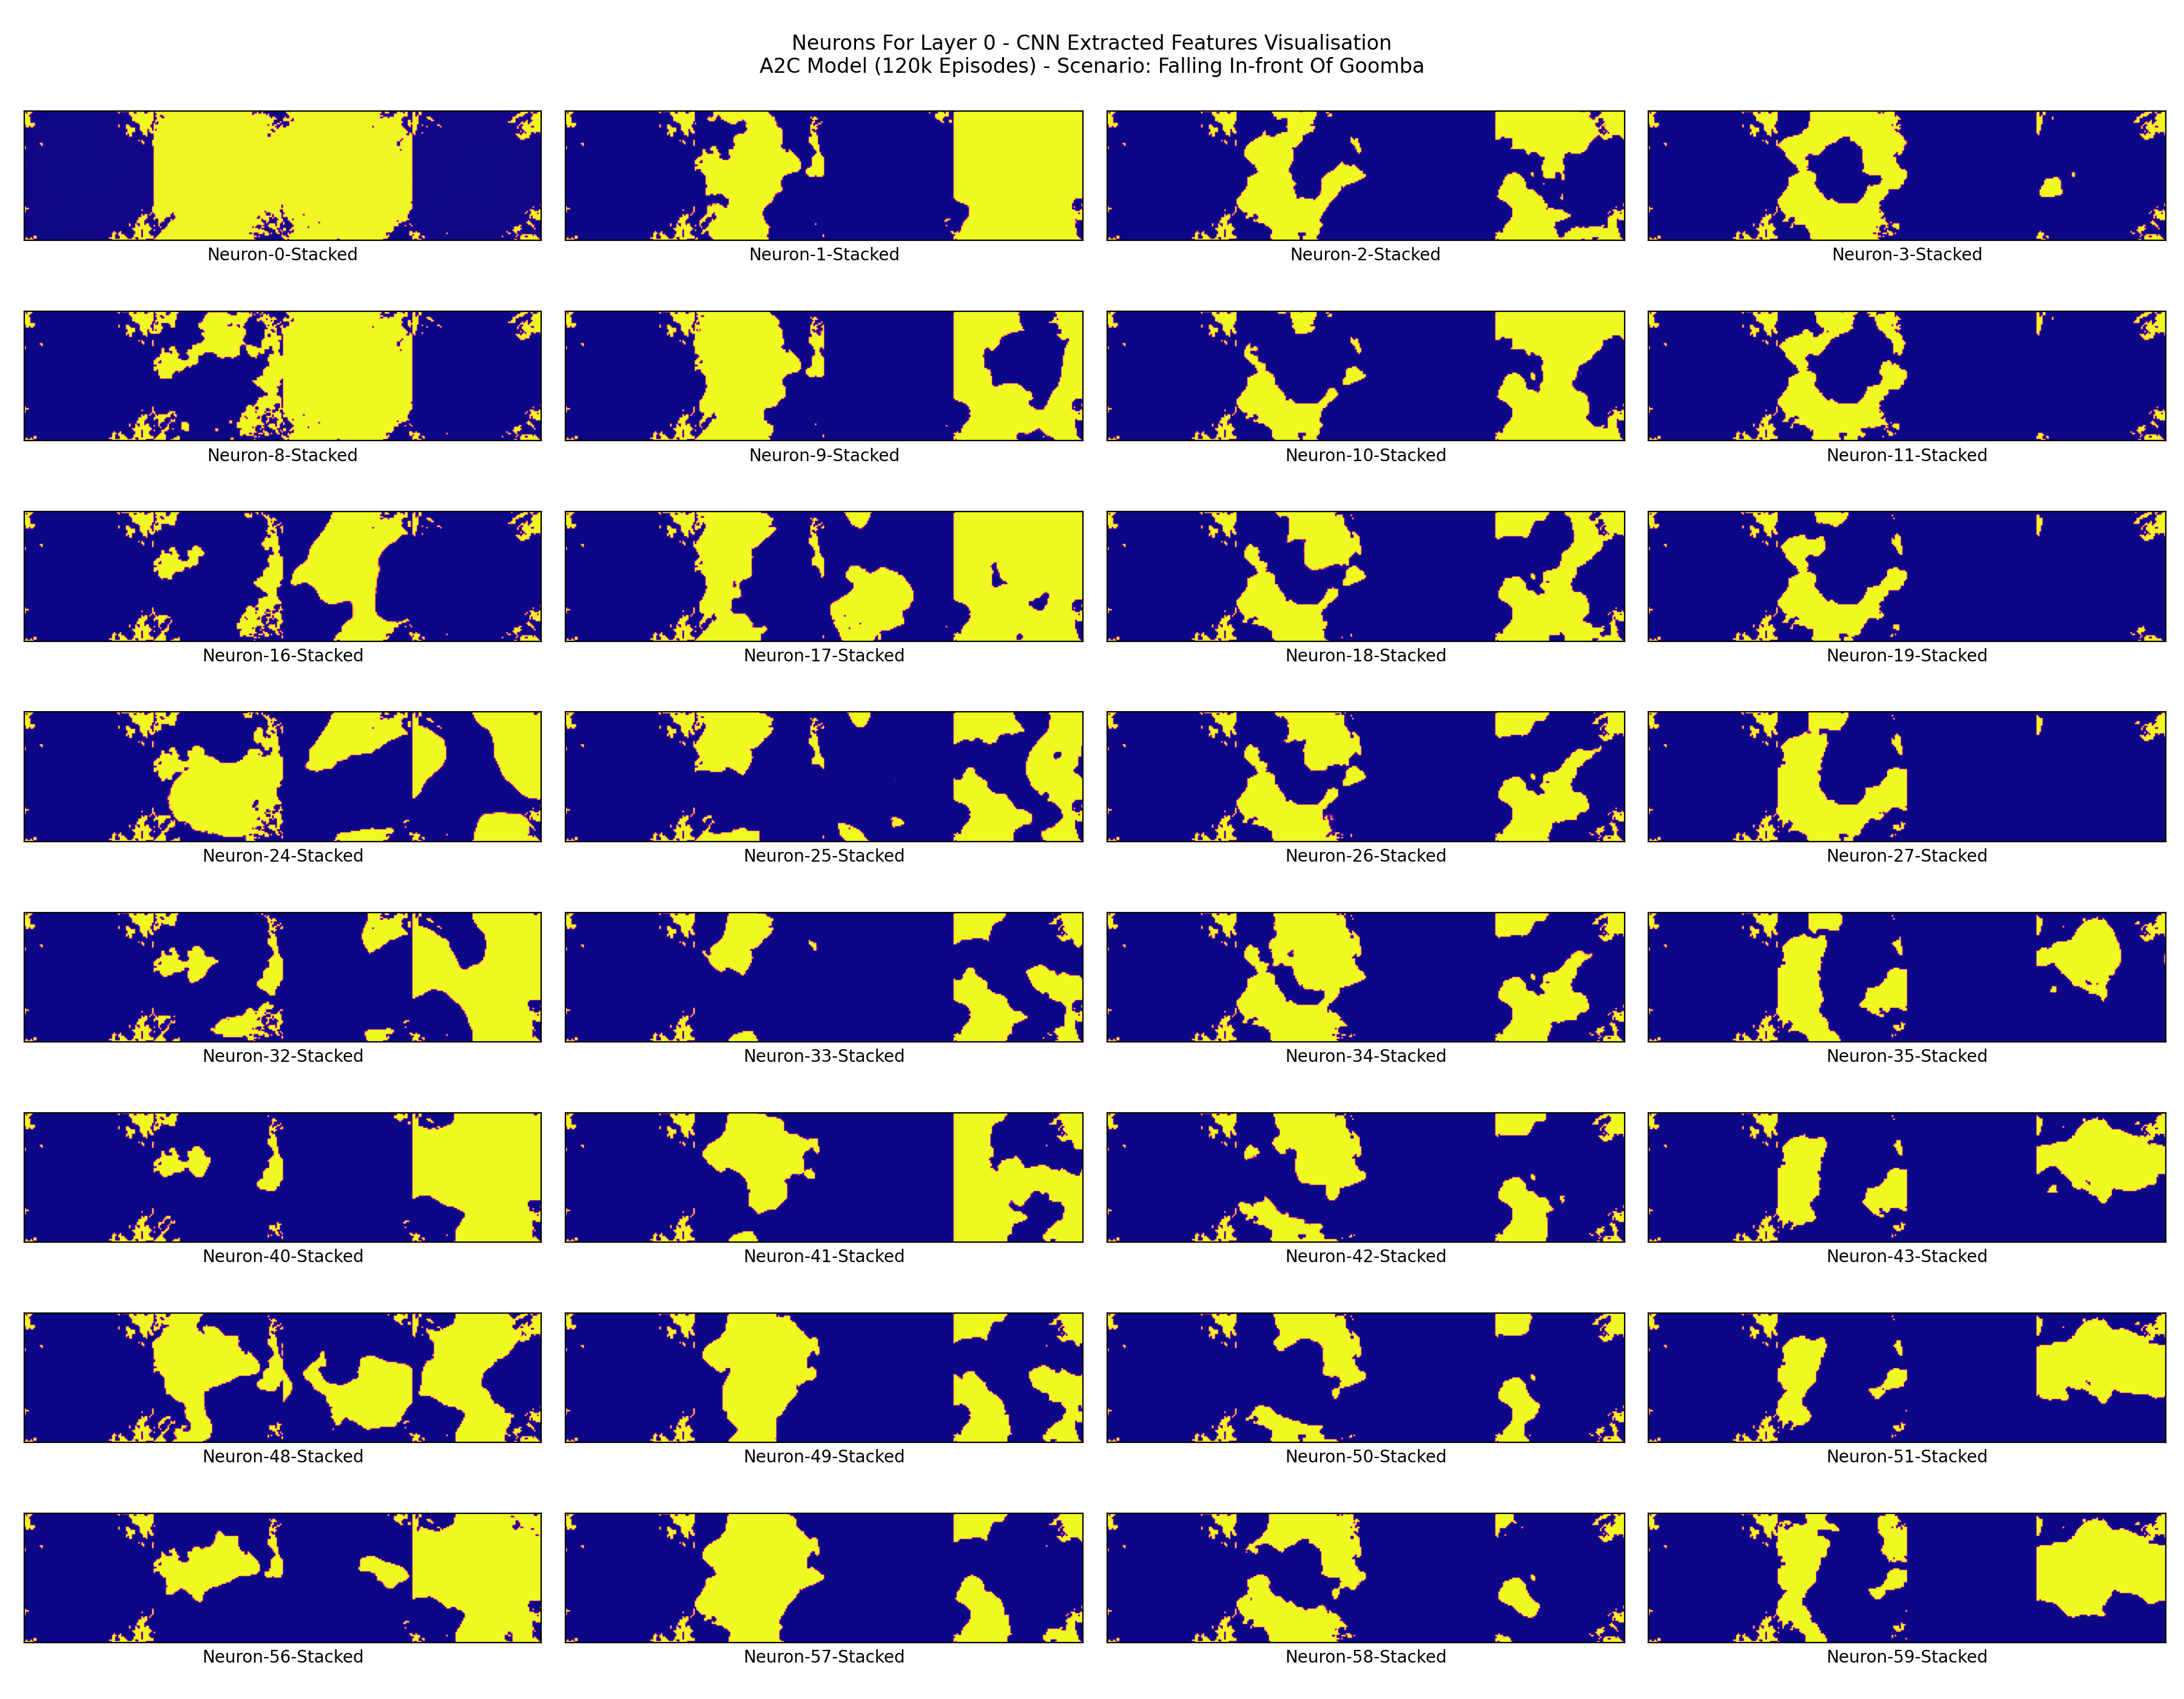 Neurons For Layer 0 - CNN Extracted Features Visualisation
A2C Model (120k Episodes) - Scenario: Falling In-front Of Goomba
Neuron-0-Stacked
Neuron-1-Stacked
Neuron-2-Stacked
Neuron-3-Stacked
Neuron-8-Stacked
Neuron-9-Stacked
Neuron-10-Stacked
Neuron-11-Stacked
Neuron-16-Stacked
Neuron-17-Stacked
Neuron-18-Stacked
Neuron-19-Stacked
Neuron-24-Stacked
Neuron-25-Stacked
Neuron-26-Stacked
Neuron-27-Stacked
Neuron-32-Stacked
Neuron-33-Stacked
Neuron-34-Stacked
Neuron-35-Stacked
Neuron-40-Stacked
Neuron-41-Stacked
Neuron-42-Stacked
Neuron-43-Stacked
Neuron-48-Stacked
Neuron-49-Stacked
Neuron-50-Stacked
Neuron-51-Stacked
Neuron-56-Stacked
Neuron-57-Stacked
Neuron-58-Stacked
Neuron-59-Stacked